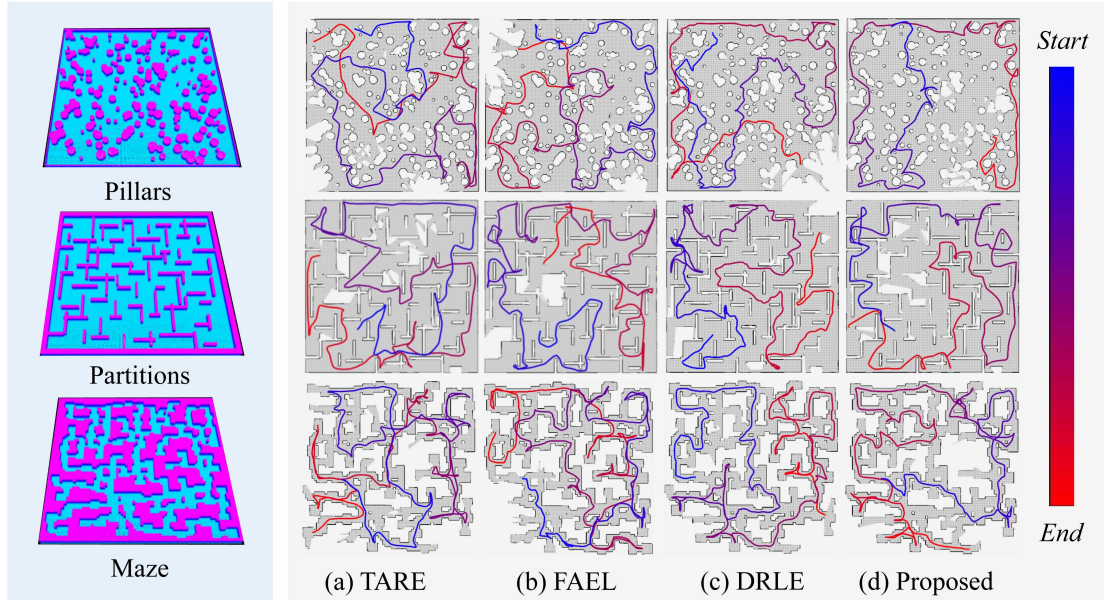 Pillars
Partitions
Maze
(a) TARE
(b) FAEL
(c) DRLE
(d) Proposed
Start
End